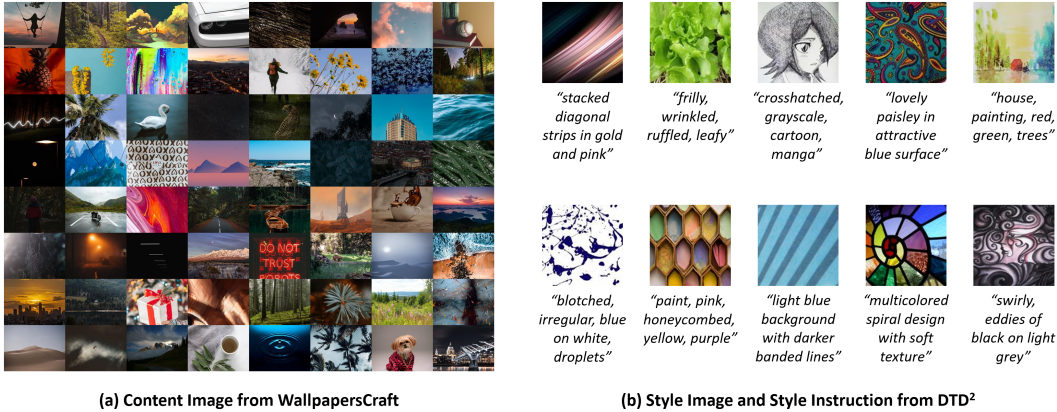 DO NOT
TRUST
ROBOTS
(a) Content Image from WallpapersCraft
“stacked
diagonal
strips in gold
and pink”
“frilly,
wrinkled,
ruffled, leafy”
“crosshatched,
grayscale,
cartoon,
manga”
“lovely
paisley in
attractive
blue surface”
“house,
painting, red,
green, trees”
“blotched,
irregular, blue
on white,
droplets”
“paint, pink,
honeycombed,
yellow, purple”
“light blue
background
with darker
banded lines”
“multicolored
spiral design
with soft
texture”
“swirly,
eddies of
black on light
grey”
(b) Style Image and Style Instruction from DTD²